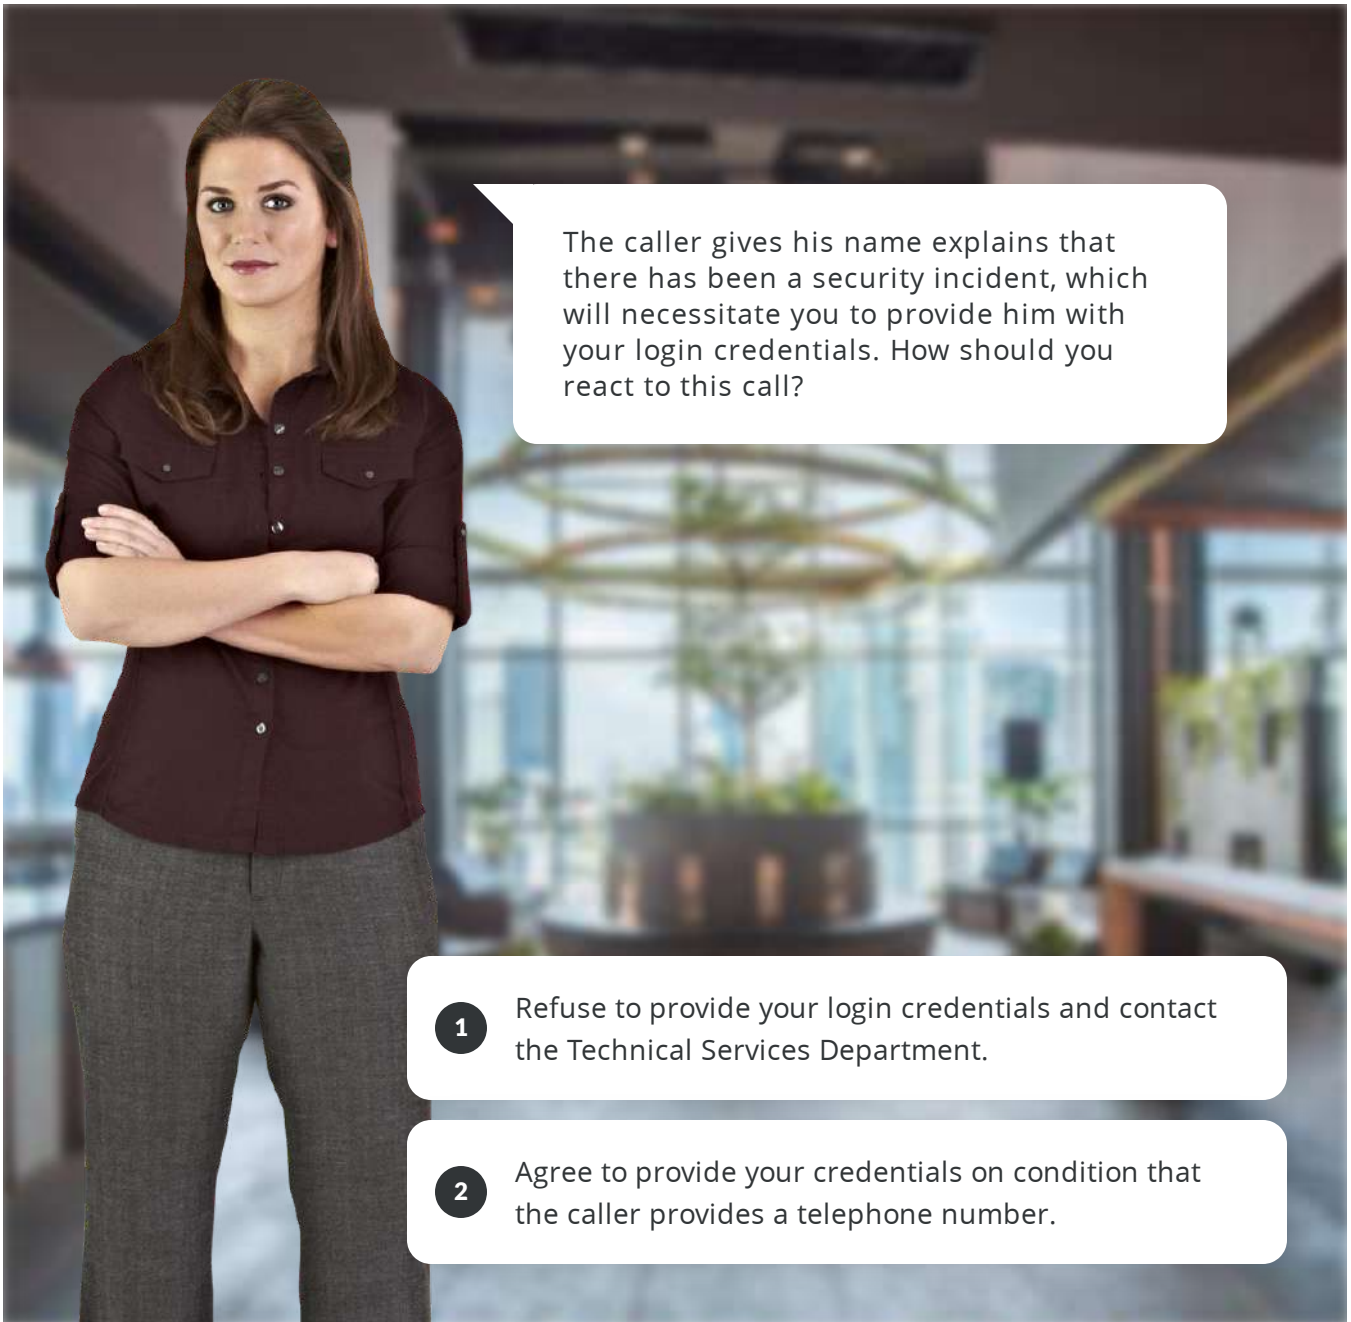 The caller gives his name explains that
there has been a security incident, which
will necessitate you to provide him with
your login credentials. How should you
react to this call?
1
Refuse to provide your login credentials and contact
the Technical Services Department.
2
Agree to provide your credentials on condition that
the caller provides a telephone number.